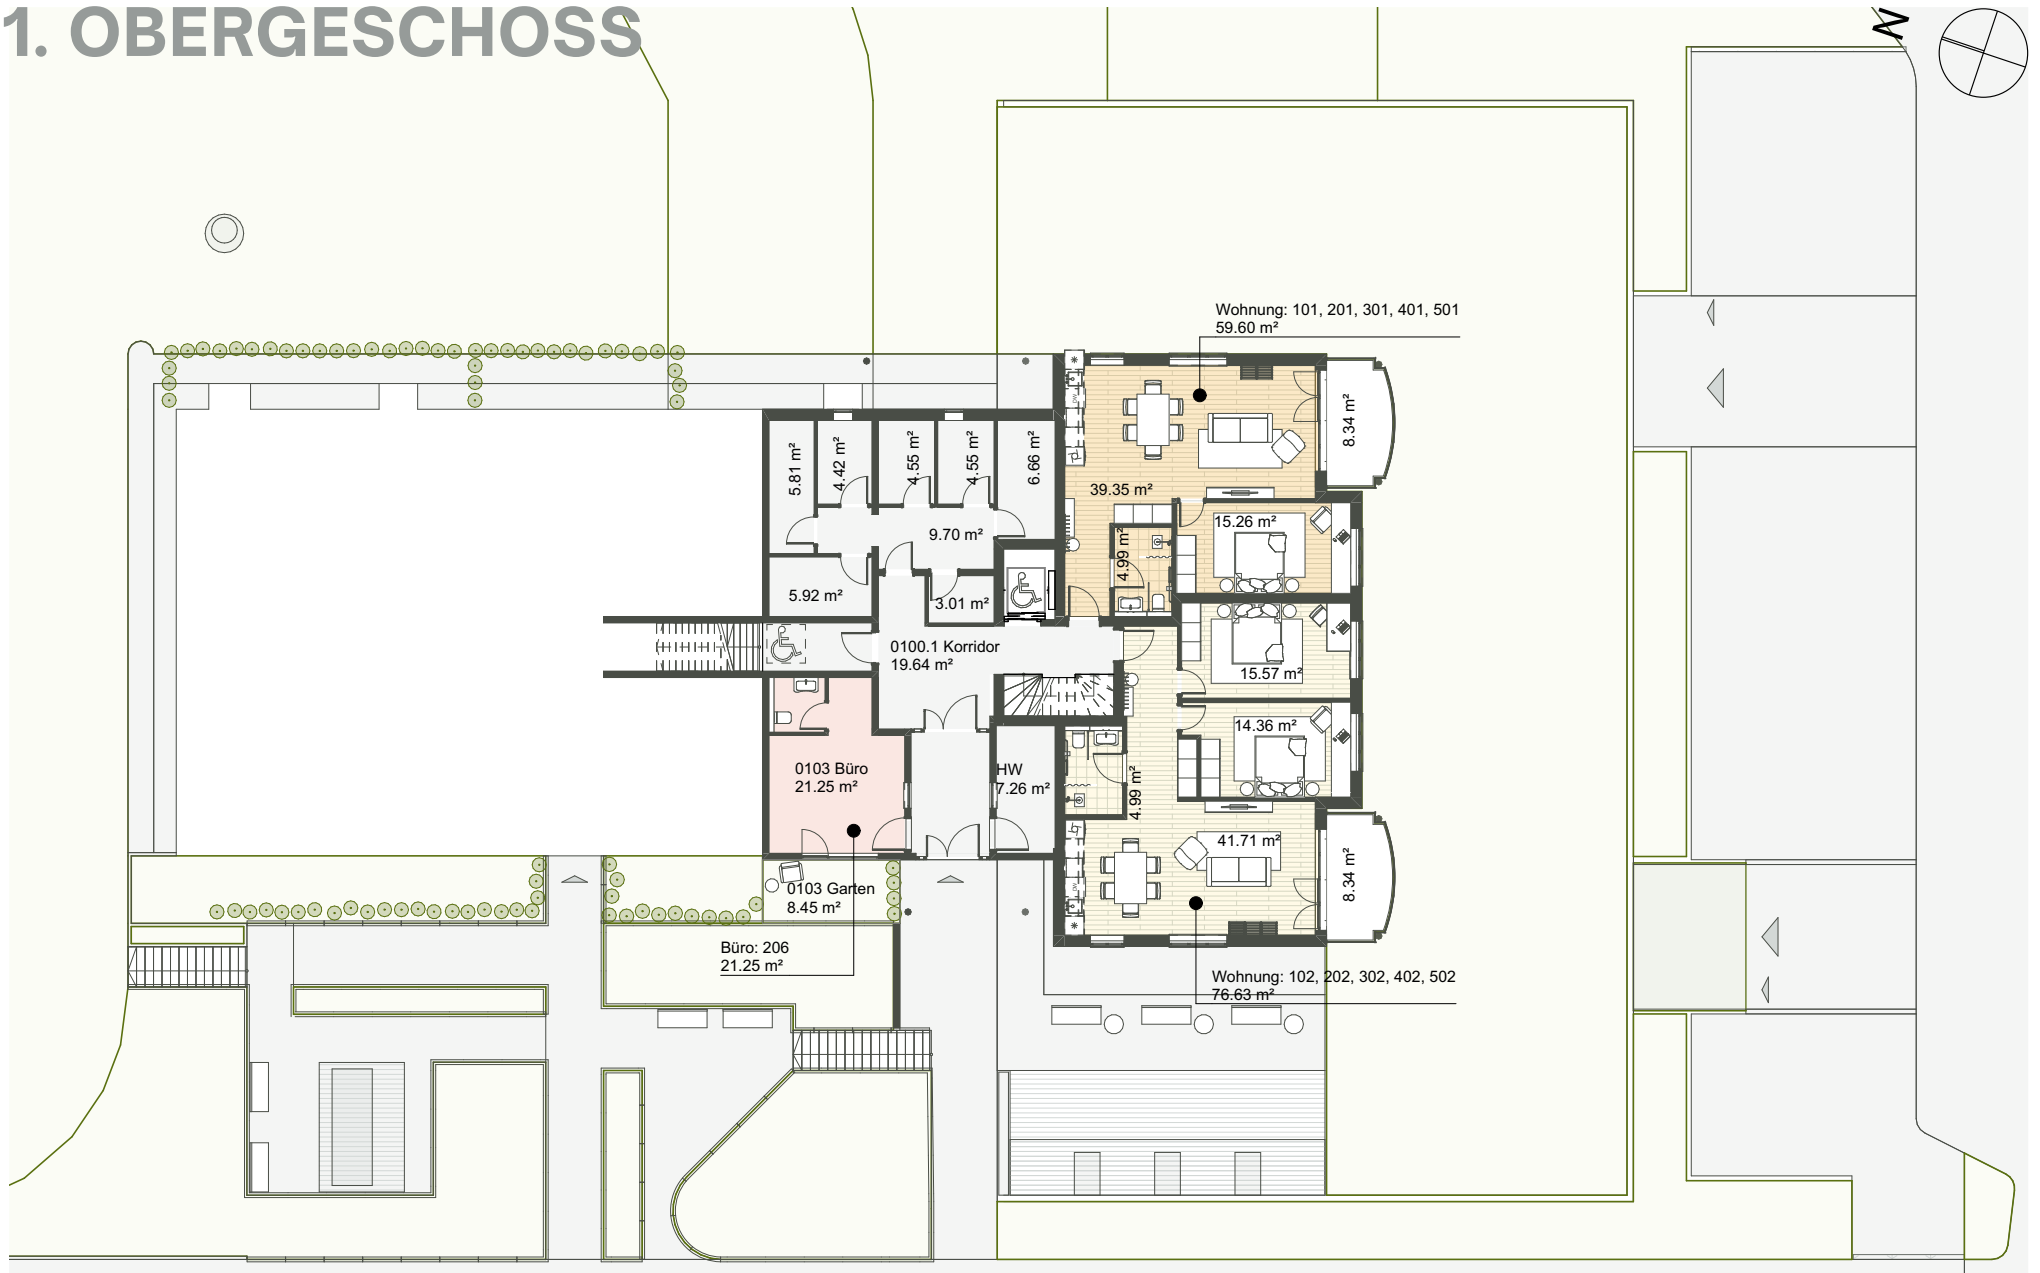 1. OBERGESCHOSS
N
Wohnung: 101, 201, 301, 401, 501
59.60 m²
8.34 m²
5.81 m²
4.42 m²
4.55 m²
4.55 m²
6.66 m²
39.35 m²
15.26 m²
9.70 m²
4.99 m²
5.92 m²
3.01 m²
0100.1 Korridor
19.64 m²
15.57 m²
14.36 m²
0103 Büro
21.25 m²
HW
7.26 m²
4.99 m²
41.71 m²
8.34 m²
0103 Garten
8.45 m²
Büro: 206
21.25 m²
Wohnung: 102, 202, 302, 402, 502
76.63 m²